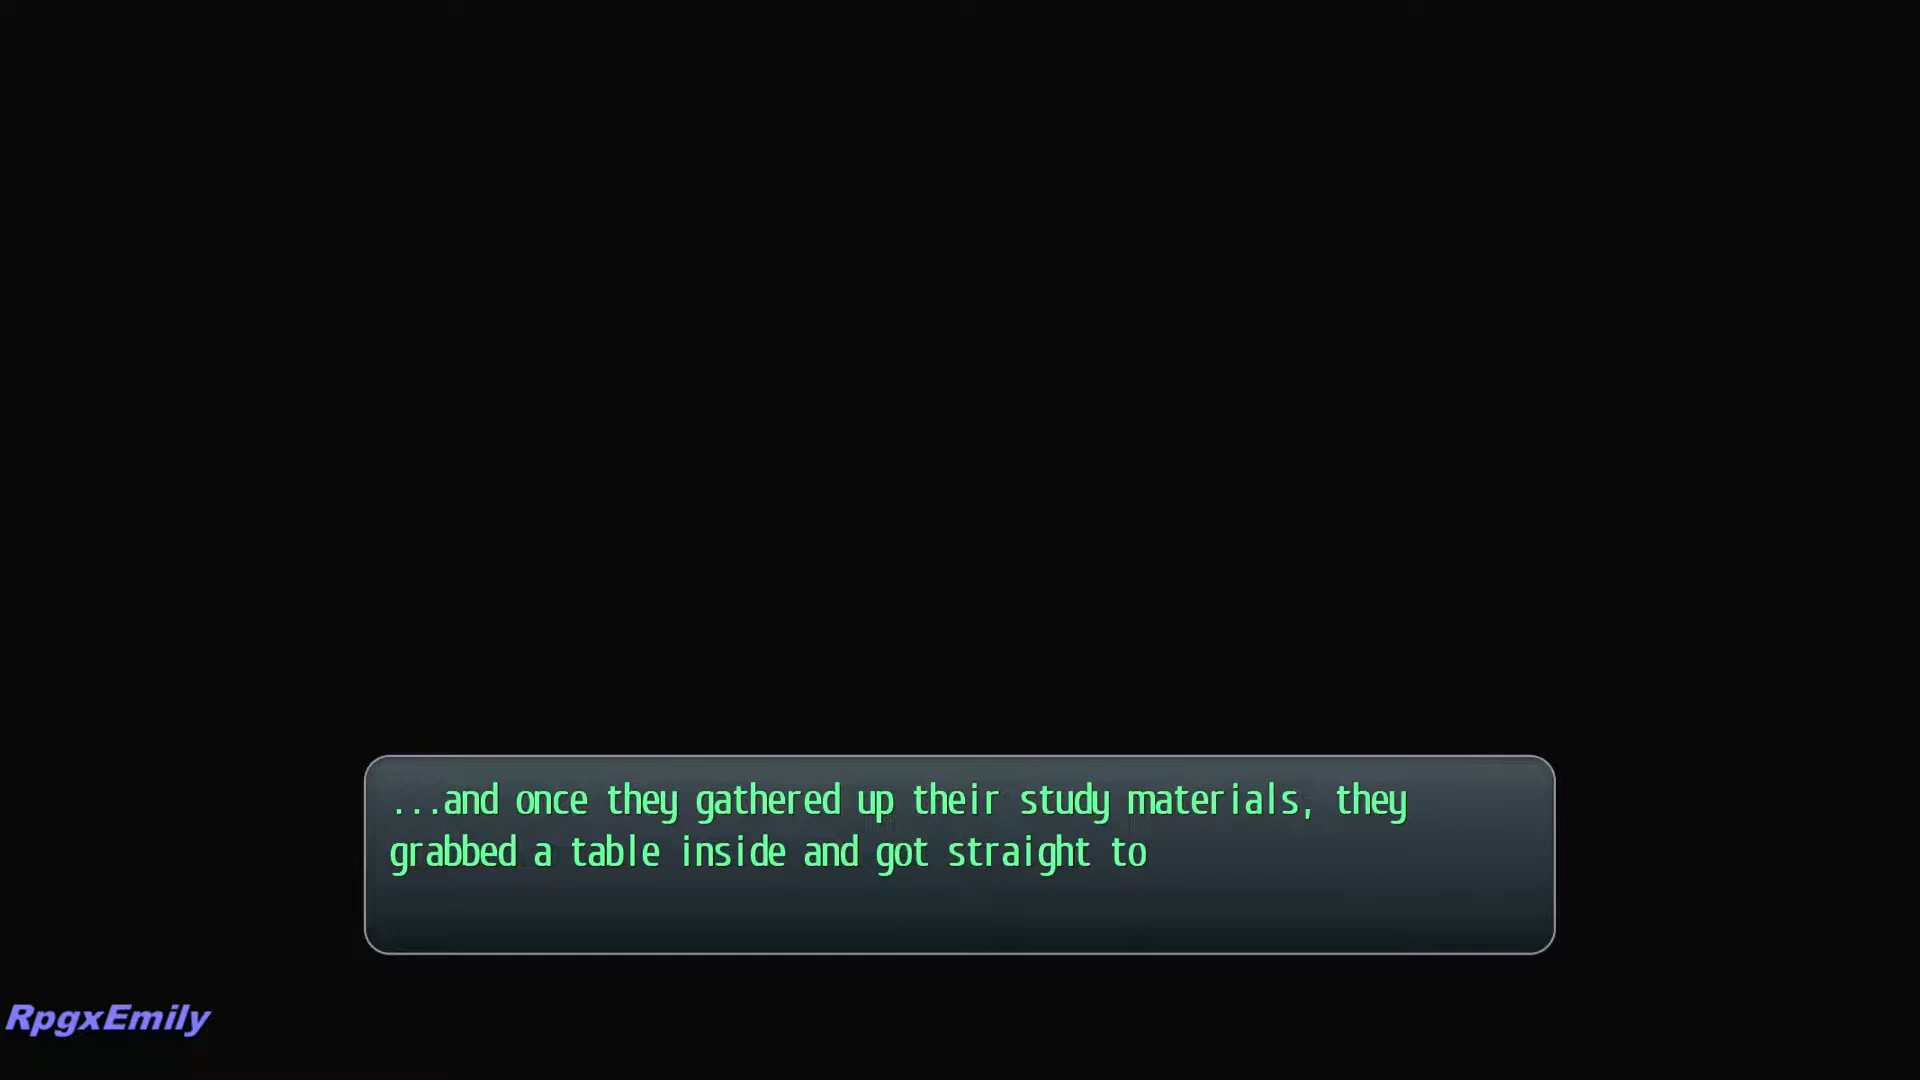 ...and once they gathered up their study materials, they
grabbed a table inside and got straight to
RpgxEmily